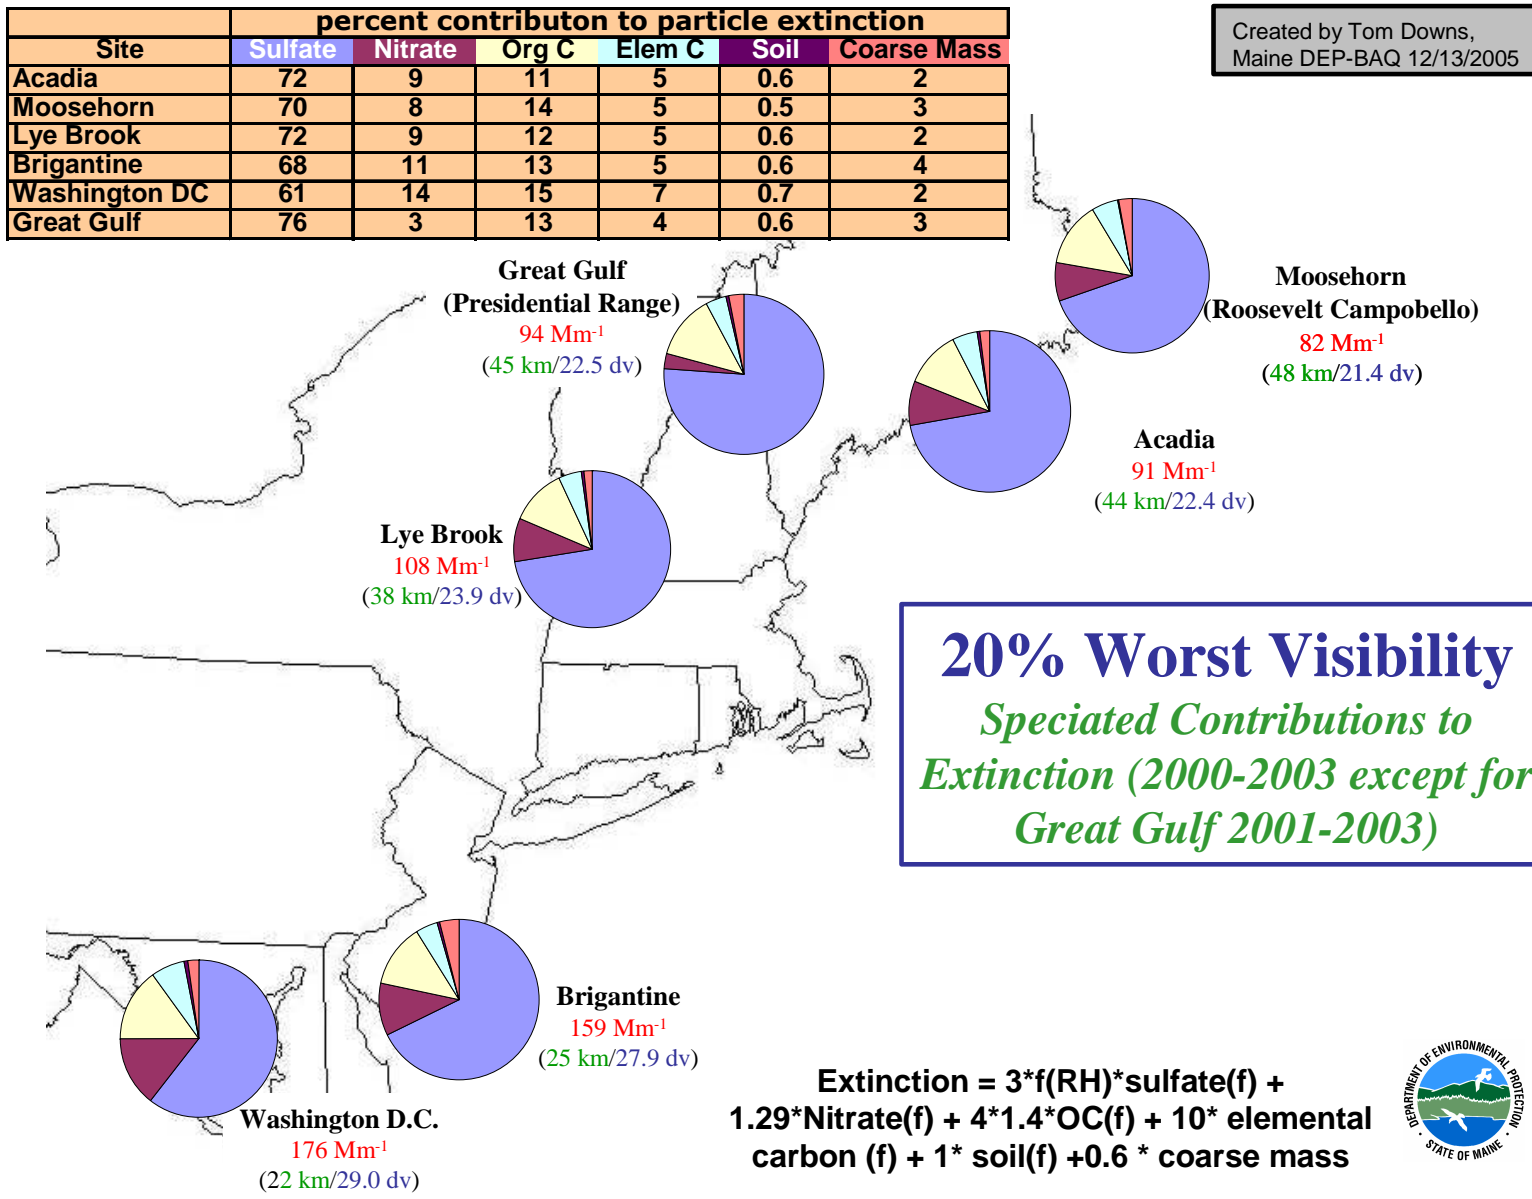 percent contributon to particle extinction
Site Sulfate Nitrate Org C Elem C Soil Coarse Mass
Acadia 72 9 11 5 0.6 2
Moosehorn 70 8 14 5 0.5 3
Lye Brook 72 9 12 5 0.6 2
Brigantine 68 11 13 5 0.6 4
Washington DC 61 14 15 7 0.7 2
Great Gulf 76 3 13 4 0.6 3
Created by Tom Downs,
Maine DEP-BAQ 12/13/2005
Great Gulf
(Presidential Range)
94 Mm-1
(45 km/22.5 dv)
Moosehorn
(Roosevelt Campobello)
82 Mm-1
(48 km/21.4 dv)
Acadia
91 Mm-1
(44 km/22.4 dv)
Lye Brook
108 Mm-1
(38 km/23.9 dv)
20% Worst Visibility
Speciated Contributions to
Extinction (2000-2003 except for
Great Gulf 2001-2003)
Brigantine
159 Mm-1
(25 km/27.9 dv)
Washington D.C.
176 Mm-1
(22 km/29.0 dv)
Extinction = 3*f(RH)*sulfate(f) +
1.29*Nitrate(f) + 4*1.4*OC(f) + 10* elemental
carbon (f) + 1* soil(f) +0.6 * coarse mass
DEPARTMENT OF ENVIRONMENTAL PROTECTION
STATE OF MAINE